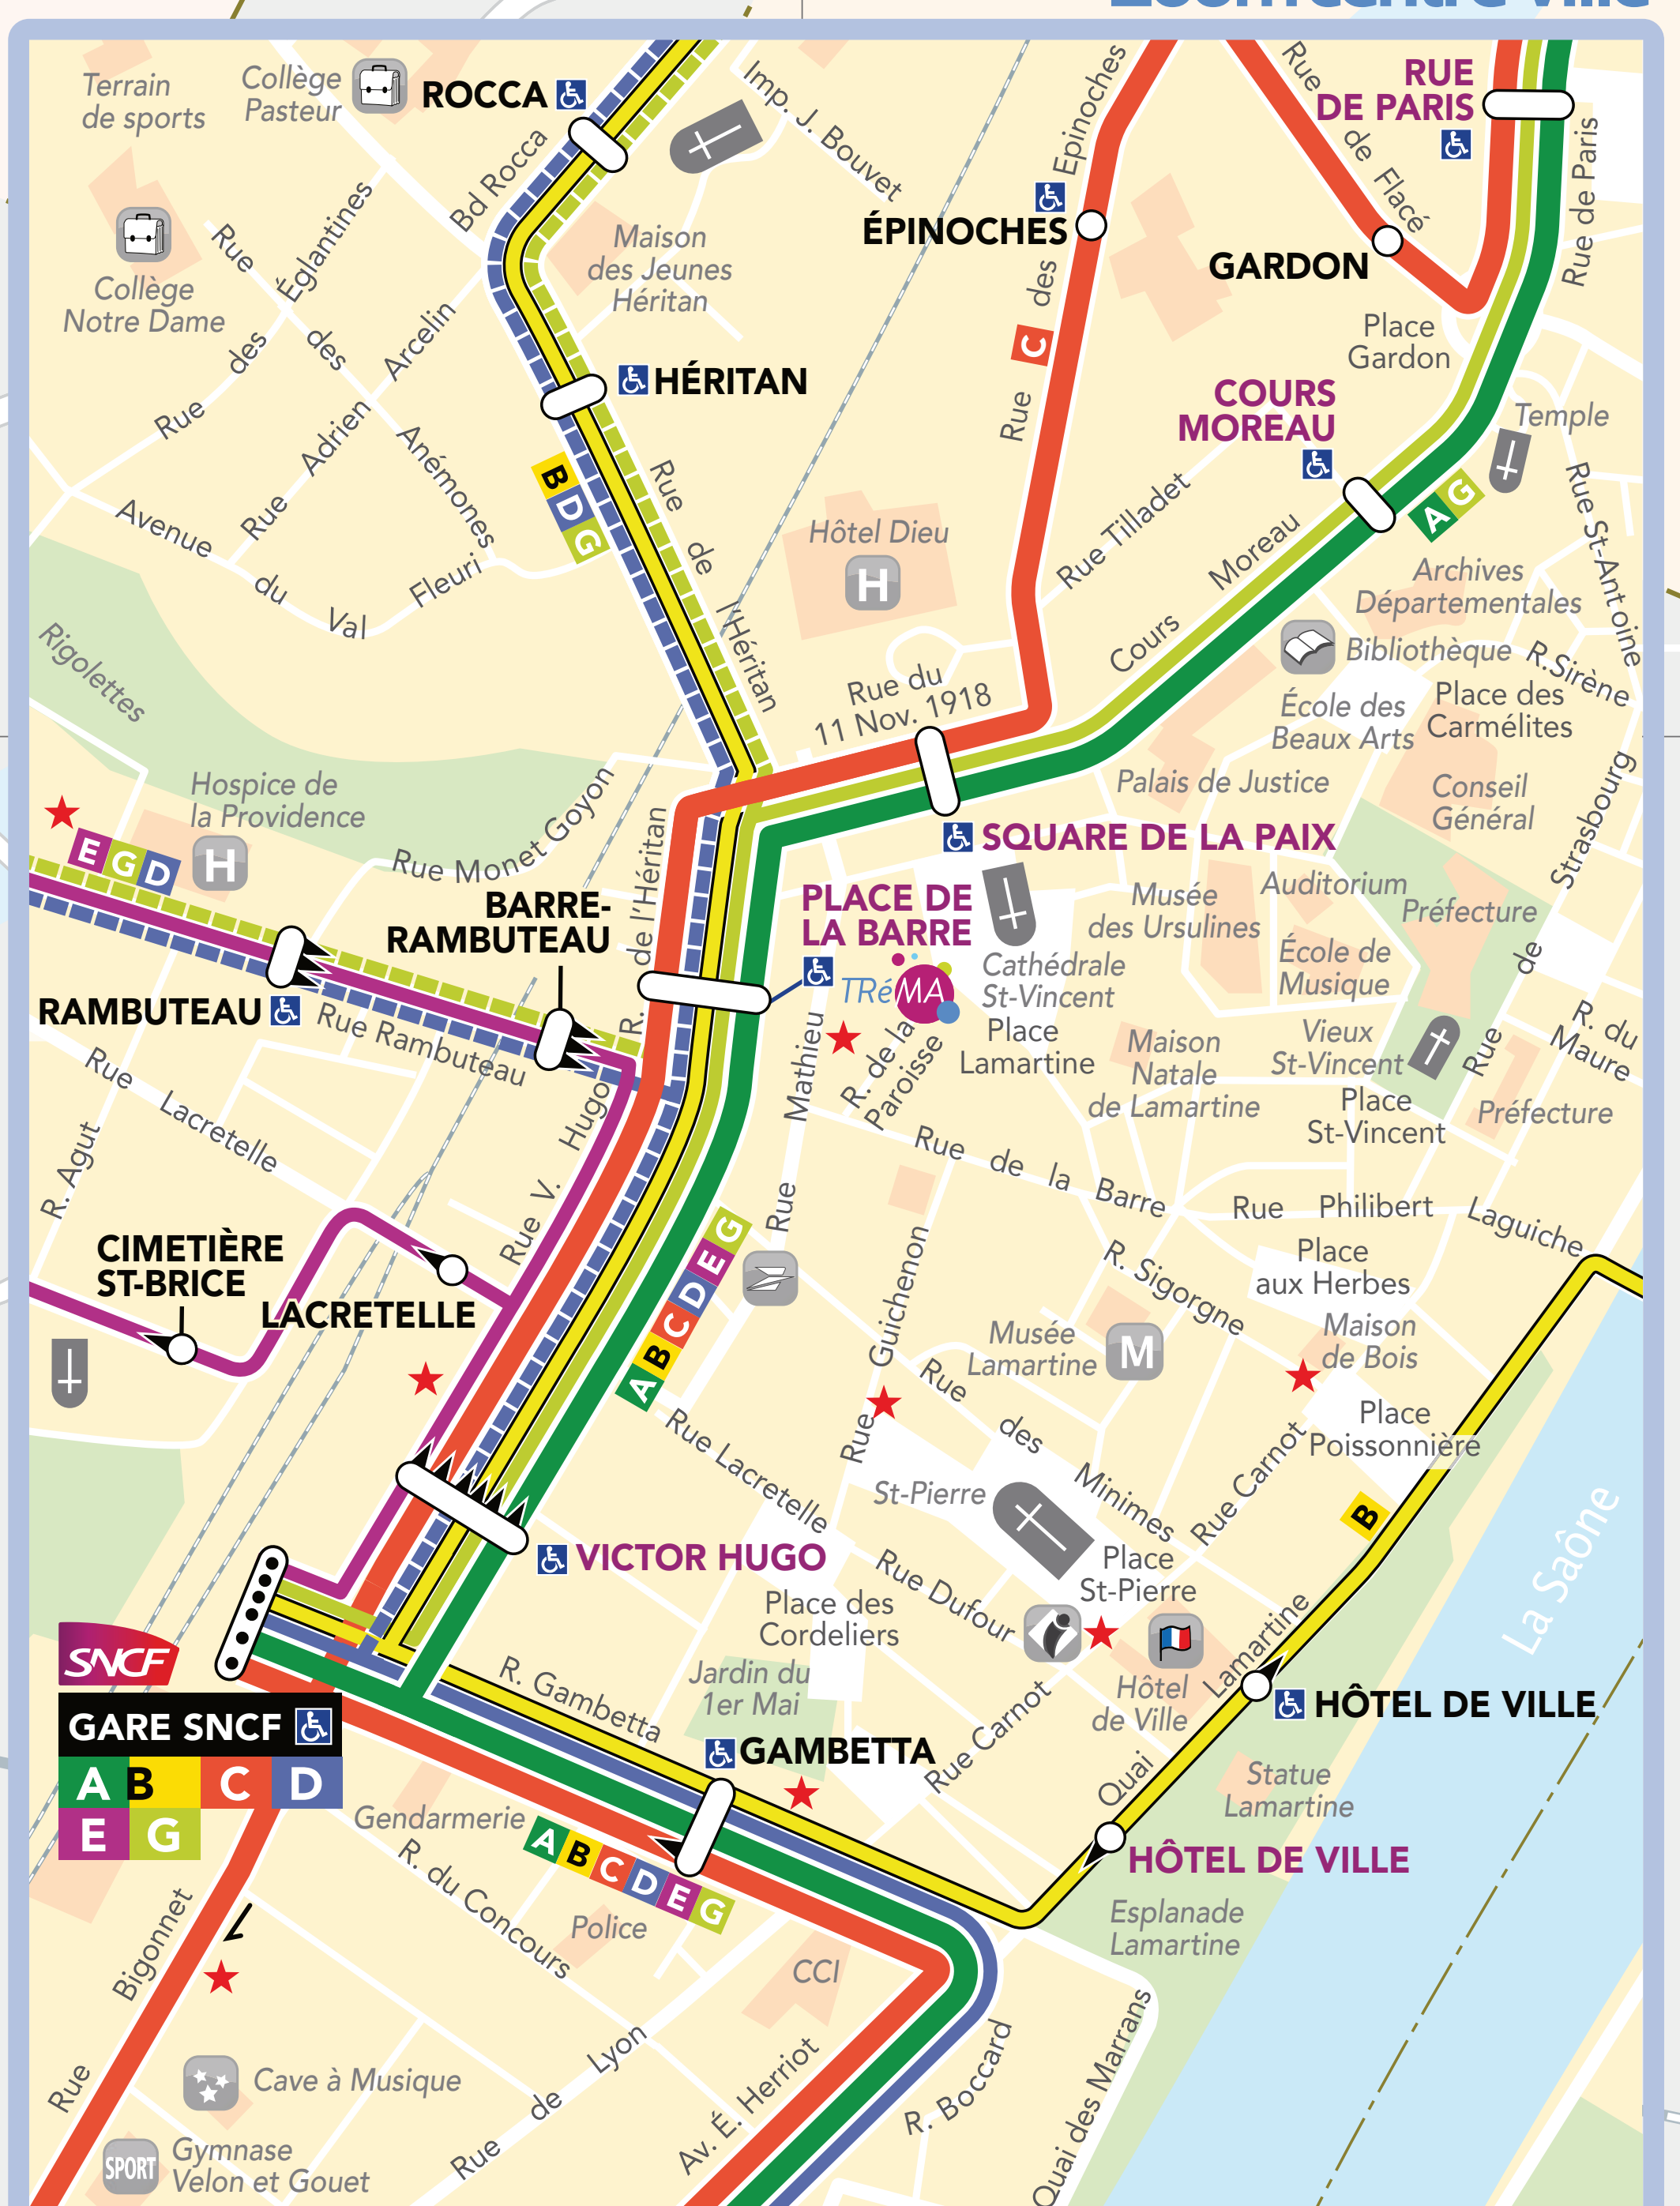 Zoom centre ville
Terrain
de sports
Collège
Pasteur
ROCCA
Bd Rocca
Imp. J. Bouvet
Rue des Epinoches
ÉPINOCHES
C
Rue de Flacé
GARDON
RUE
DE PARIS
Rue de Paris
Place
Gardon
Collège
Notre Dame
Rue des Églantines
Rue des Anémones
Rue Adrien Arcelin
Maison
des Jeunes
Héritan
HÉRITAN
B D G
Rue de l'Héritan
Avenue du Val Fleuri
Rigolettes
Hôtel Dieu
H
COURS
MOREAU
Rue Tilladet
Cours Moreau
A G
Temple
Rue St-Antoine
Archives
Départementales
Bibliothèque
R.Sirène
École des
Beaux Arts
Place des
Carmélites
Rue du
11 Nov. 1918
Palais de Justice
Conseil
Général
Rue de Strasbourg
Hospice de
la Providence
H
E G D
Rue Monet Goyon
SQUARE DE LA PAIX
BARRE-
RAMBUTEAU
R. de l'Héritan
PLACE DE
LA BARRE
TRéMA
Cathédrale
St-Vincent
Musée
des Ursulines
Auditorium
Préfecture
École de
Musique
RAMBUTEAU
Rue Rambuteau
Place
Lamartine
Maison
Natale
de Lamartine
Vieux
St-Vincent
Place
St-Vincent
R. du
Maure
Préfecture
Rue Mathieu
R. de la
Paroisse
Rue Lacretelle
R. Agut
Rue V. Hugo
Rue de la Barre
Rue Philibert Laguiche
CIMETIÈRE
ST-BRICE
LACRETELLE
A B C D E G
Rue Guichenon
R. Sigorgne
Place
aux Herbes
Musée
Lamartine
M
Maison
de Bois
Rue des Minimes
Place
Poissonnière
Rue Lacretelle
St-Pierre
Rue Carnot
B
La Saône
VICTOR HUGO
Rue Dufour
Place
St-Pierre
Place des
Cordeliers
SNCF
GARE SNCF
A B C D
E G
R. Gambetta
Jardin du
1er Mai
Hôtel
de Ville
Quai Lamartine
HÔTEL DE VILLE
GAMBETTA
Rue Carnot
Statue
Lamartine
HÔTEL DE VILLE
Gendarmerie
A B C D E G
R. du Concours
Police
CCI
Esplanade
Lamartine
Rue Bigonnet
Cave à Musique
Rue de Lyon
Av. É. Herriot
R. Boccard
Quai des Marrans
SPORT
Gymnase
Velon et Gouet